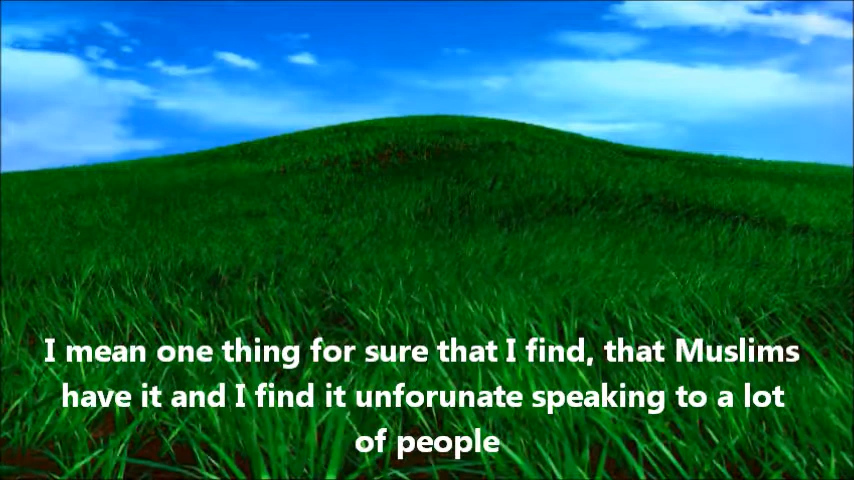 I mean one thing for sure that I find, that Muslims
have it and I find it unforunate speaking to a lot
of people